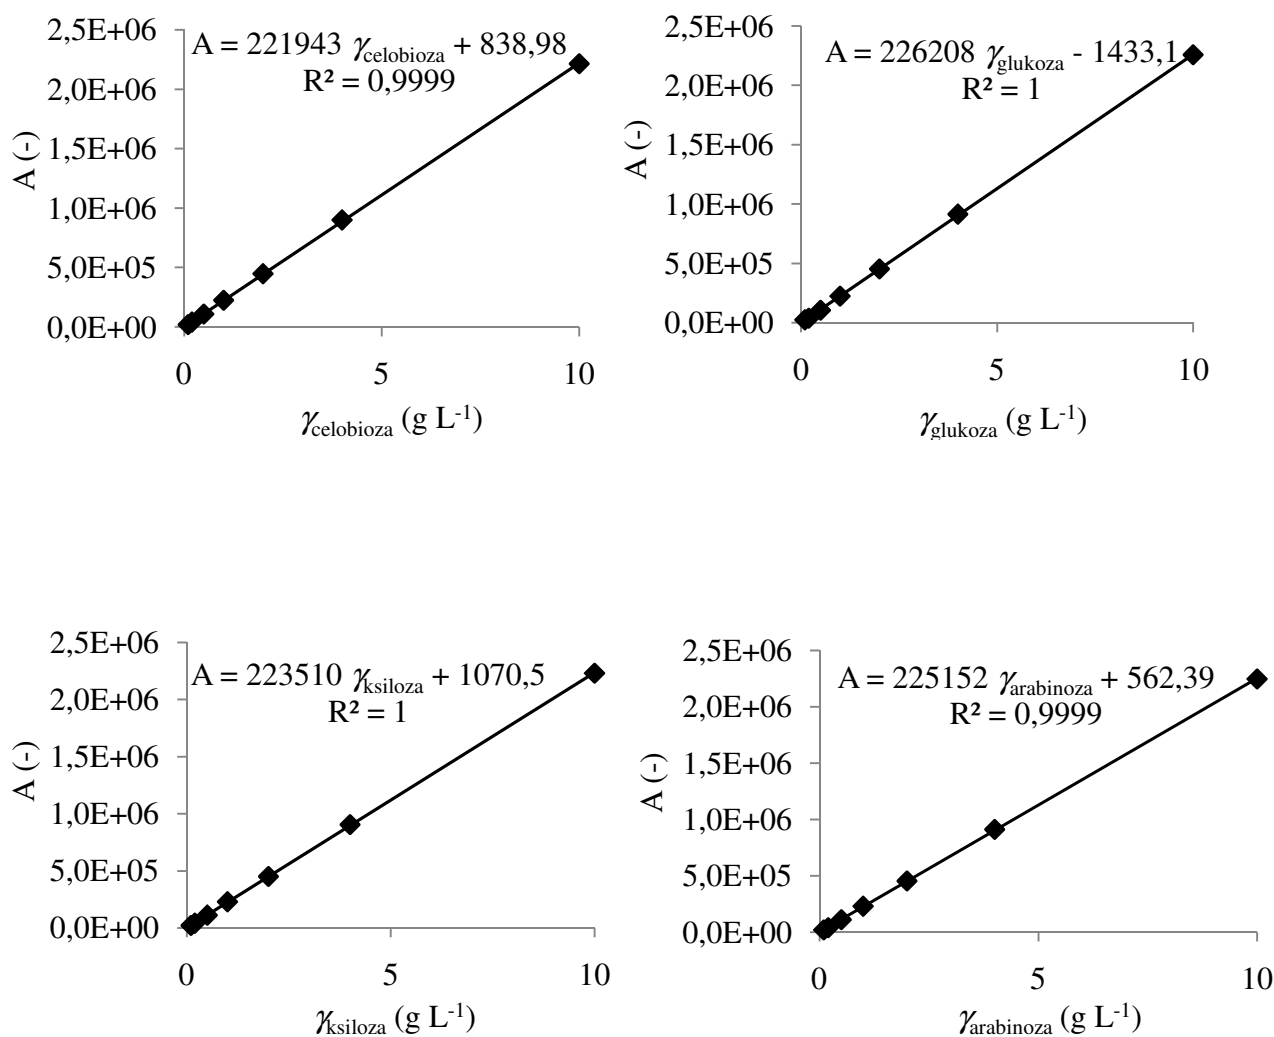 A = 221943 γcelobioza + 838,98
R² = 0,9999
A (-)
2,5E+06
2,0E+06
1,5E+06
1,0E+06
5,0E+05
0,0E+00
0 5 10
γcelobioza (g L-1)
A = 226208 γglukoza - 1433,1
R² = 1
A (-)
2,5E+06
2,0E+06
1,5E+06
1,0E+06
5,0E+05
0,0E+00
0 5 10
γglukoza (g L-1)
A = 223510 γksiloza + 1070,5
R² = 1
A (-)
2,5E+06
2,0E+06
1,5E+06
1,0E+06
5,0E+05
0,0E+00
0 5 10
γksiloza (g L-1)
A = 225152 γarabinoza + 562,39
R² = 0,9999
A (-)
2,5E+06
2,0E+06
1,5E+06
1,0E+06
5,0E+05
0,0E+00
0 5 10
γarabinoza (g L-1)